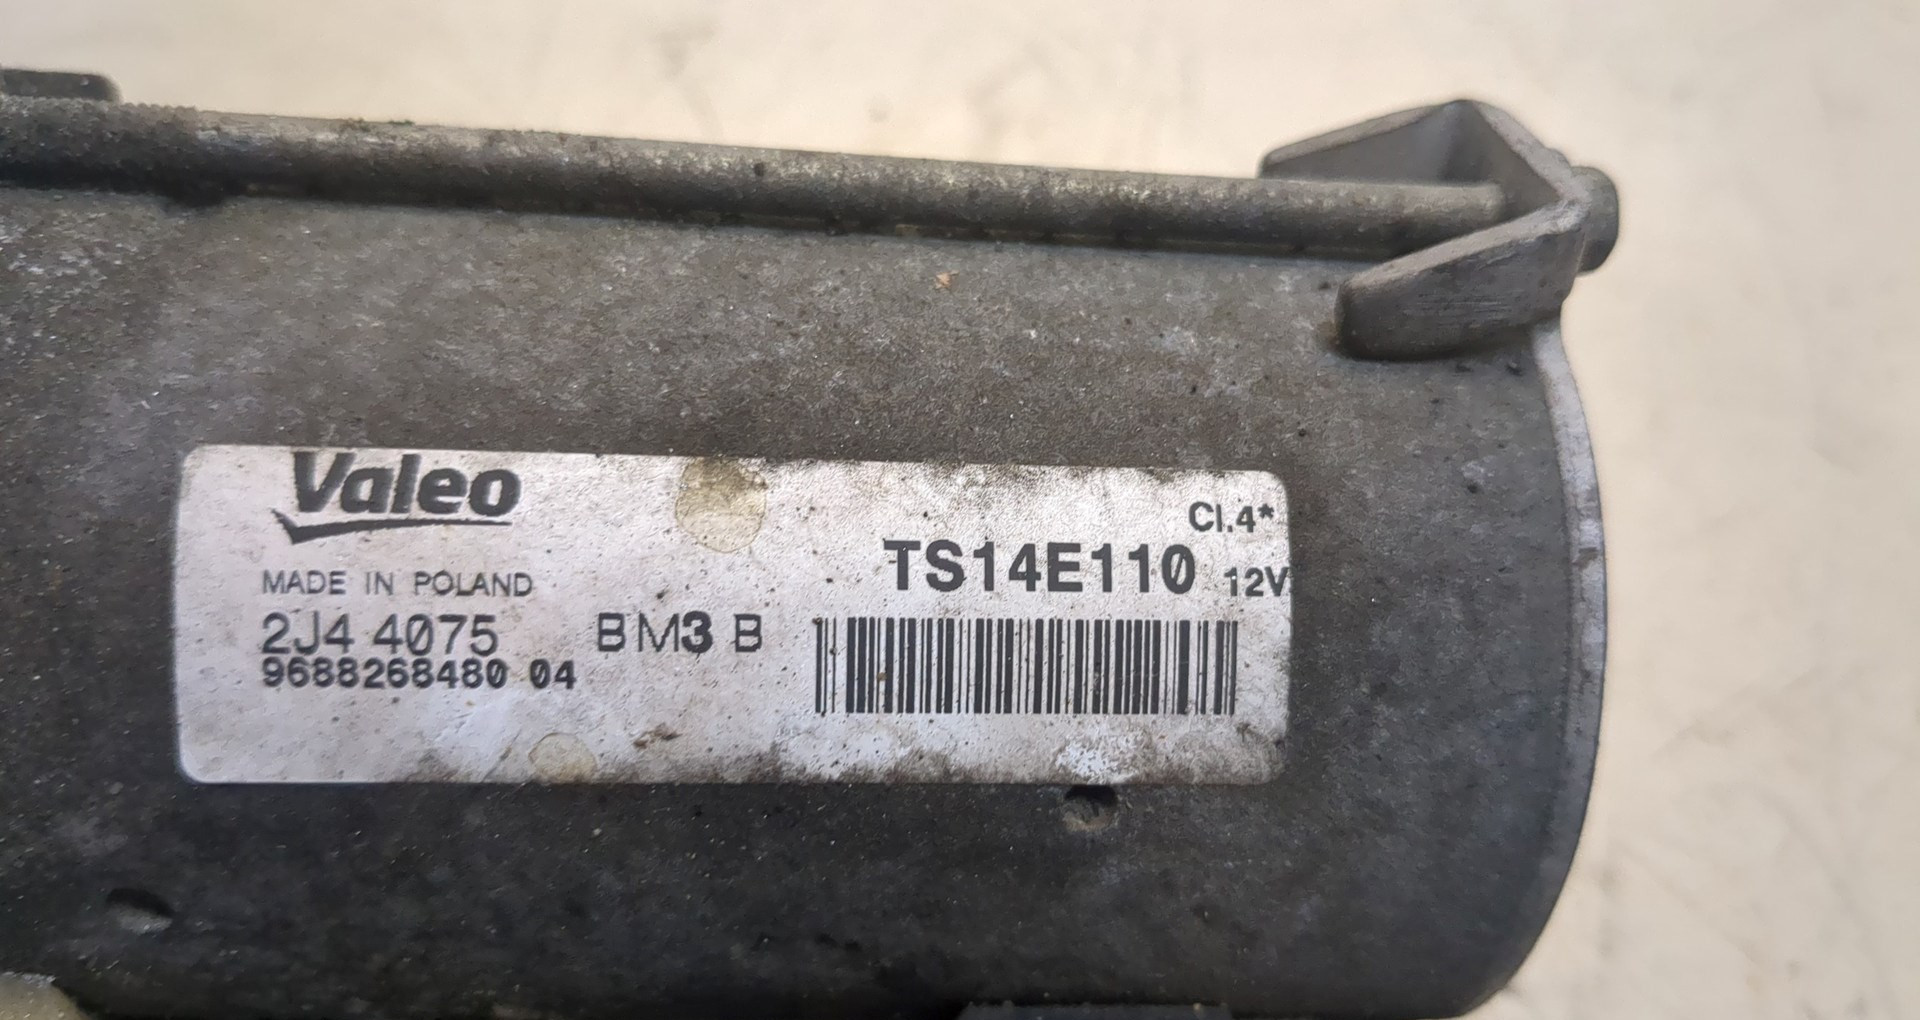 Valeo
Cl.4*
TS14E110 12V
MADE IN POLAND
2J4 4075 BM3 B
9688268480 04